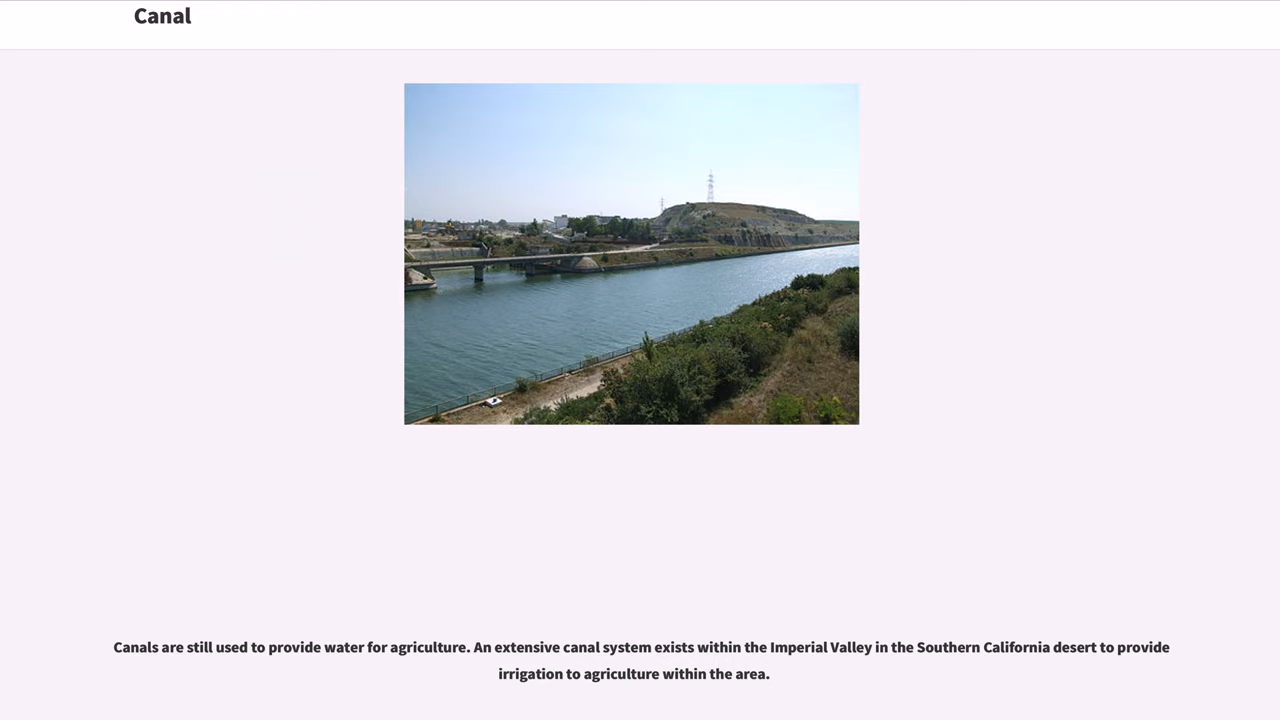 Canal
Canals are still used to provide water for agriculture. An extensive canal system exists within the Imperial Valley in the Southern California desert to provide
irrigation to agriculture within the area.